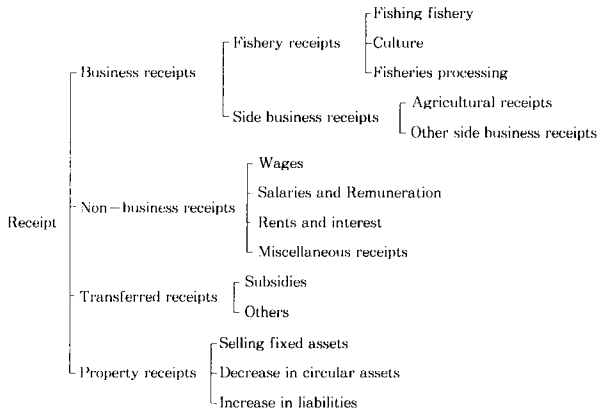 Fishing fishery
Fishery receipts
Culture
Business receipts
Fisheries processing
Side business receipts
Agricultural receipts
Other side business receipts
Wages
Non-business receipts
Salaries and Remuneration
Receipt
Rents and interest
Miscellaneous receipts
Transferred receipts
Subsidies
Others
Selling fixed assets
Property receipts
Decrease in circular assets
Increase in liabilities